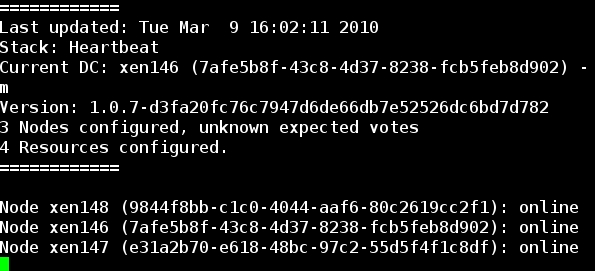 ============
Last updated: Tue Mar  9 16:02:11 2010
Stack: Heartbeat
Current DC: xen146 (7afe5b8f-43c8-4d37-8238-fcb5feb8d902) -
m
Version: 1.0.7-d3fa20fc76c7947d6de66db7e52526dc6bd7d782
3 Nodes configured, unknown expected votes
4 Resources configured.
============
Node xen148 (9844f8bb-c1c0-4044-aaf6-80c2619cc2f1): online
Node xen146 (7afe5b8f-43c8-4d37-8238-fcb5feb8d902): online
Node xen147 (e31a2b70-e618-48bc-97c2-55d5f4f1c8df): online